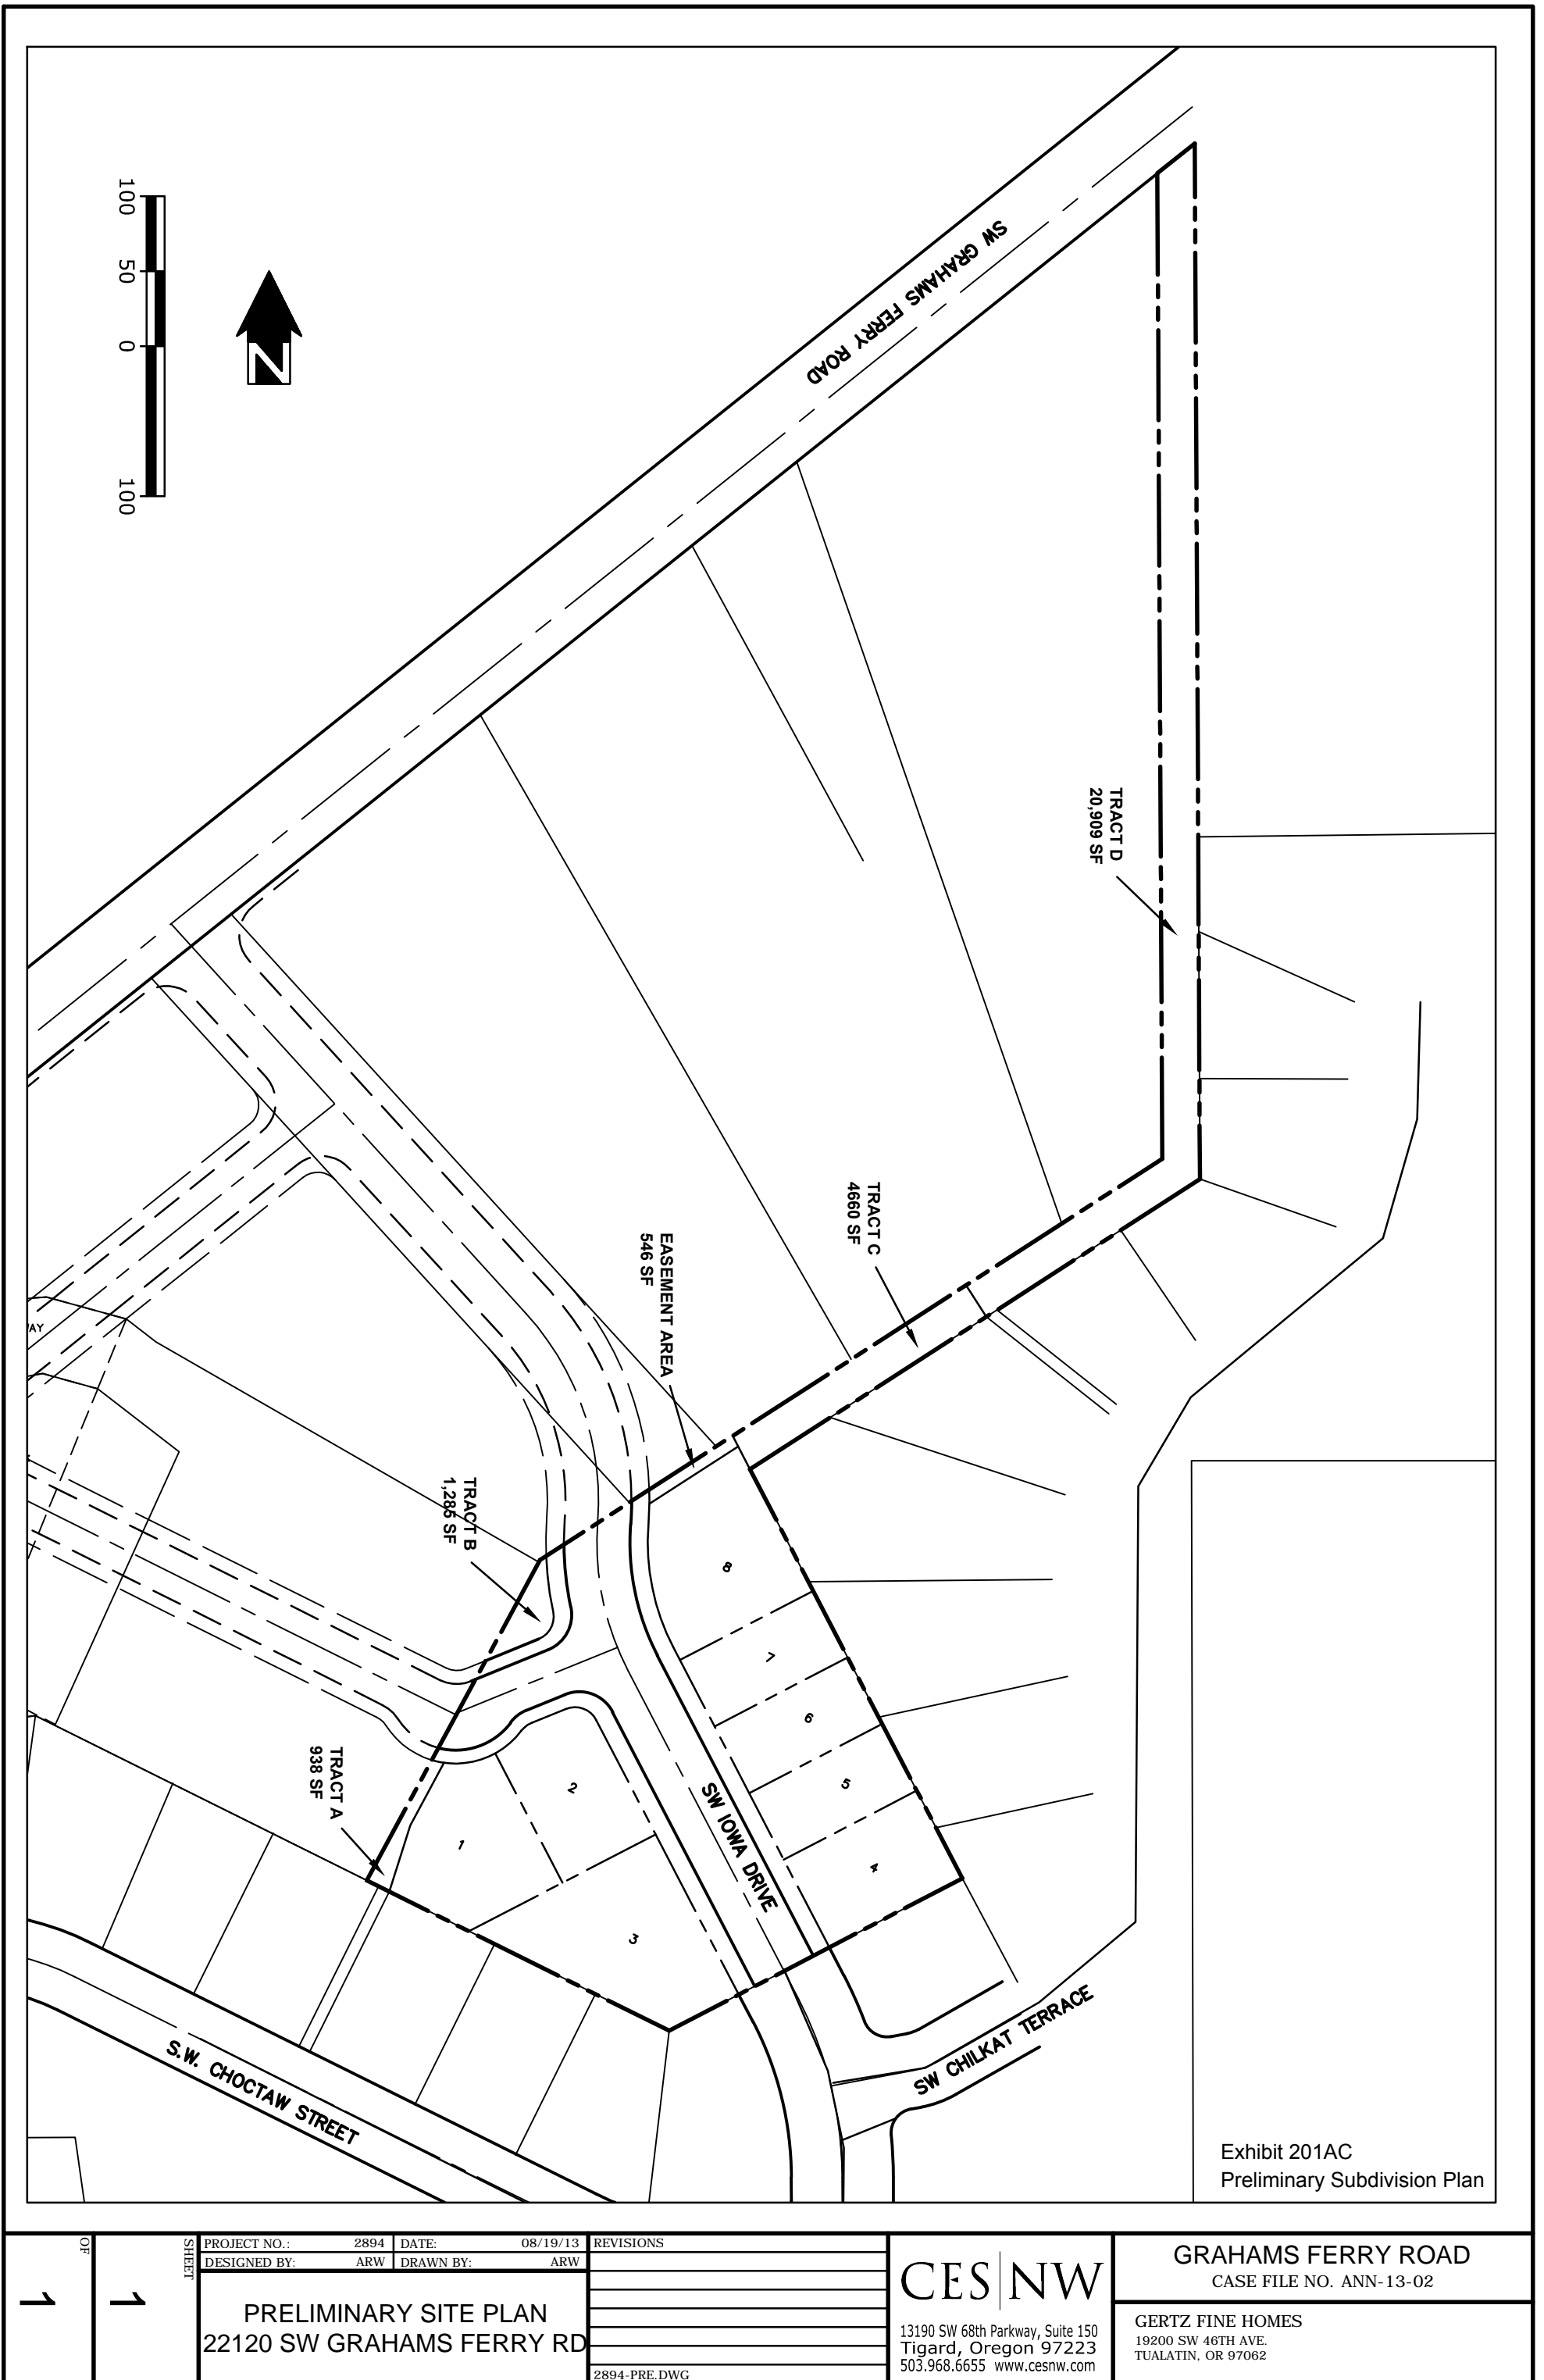 100
50
0
100
N
SW GRAHAMS FERRY ROAD
TRACT D
20,909 SF
TRACT C
4660 SF
EASEMENT AREA
546 SF
TRACT B
1,285 SF
TRACT A
938 SF
8
7
6
5
4
2
1
3
SW IOWA DRIVE
SW CHILKAT TERRACE
S.W. CHOCTAW STREET
AY
Exhibit 201AC
Preliminary Subdivision Plan
OF
1
SHEET
1
PROJECT NO.: 2894 DATE: 08/19/13
DESIGNED BY: ARW DRAWN BY: ARW
PRELIMINARY SITE PLAN
22120 SW GRAHAMS FERRY RD
REVISIONS
2894-PRE.DWG
CES NW
13190 SW 68th Parkway, Suite 150
Tigard, Oregon 97223
503.968.6655 www.cesnw.com
GRAHAMS FERRY ROAD
CASE FILE NO. ANN-13-02
GERTZ FINE HOMES
19200 SW 46TH AVE.
TUALATIN, OR 97062